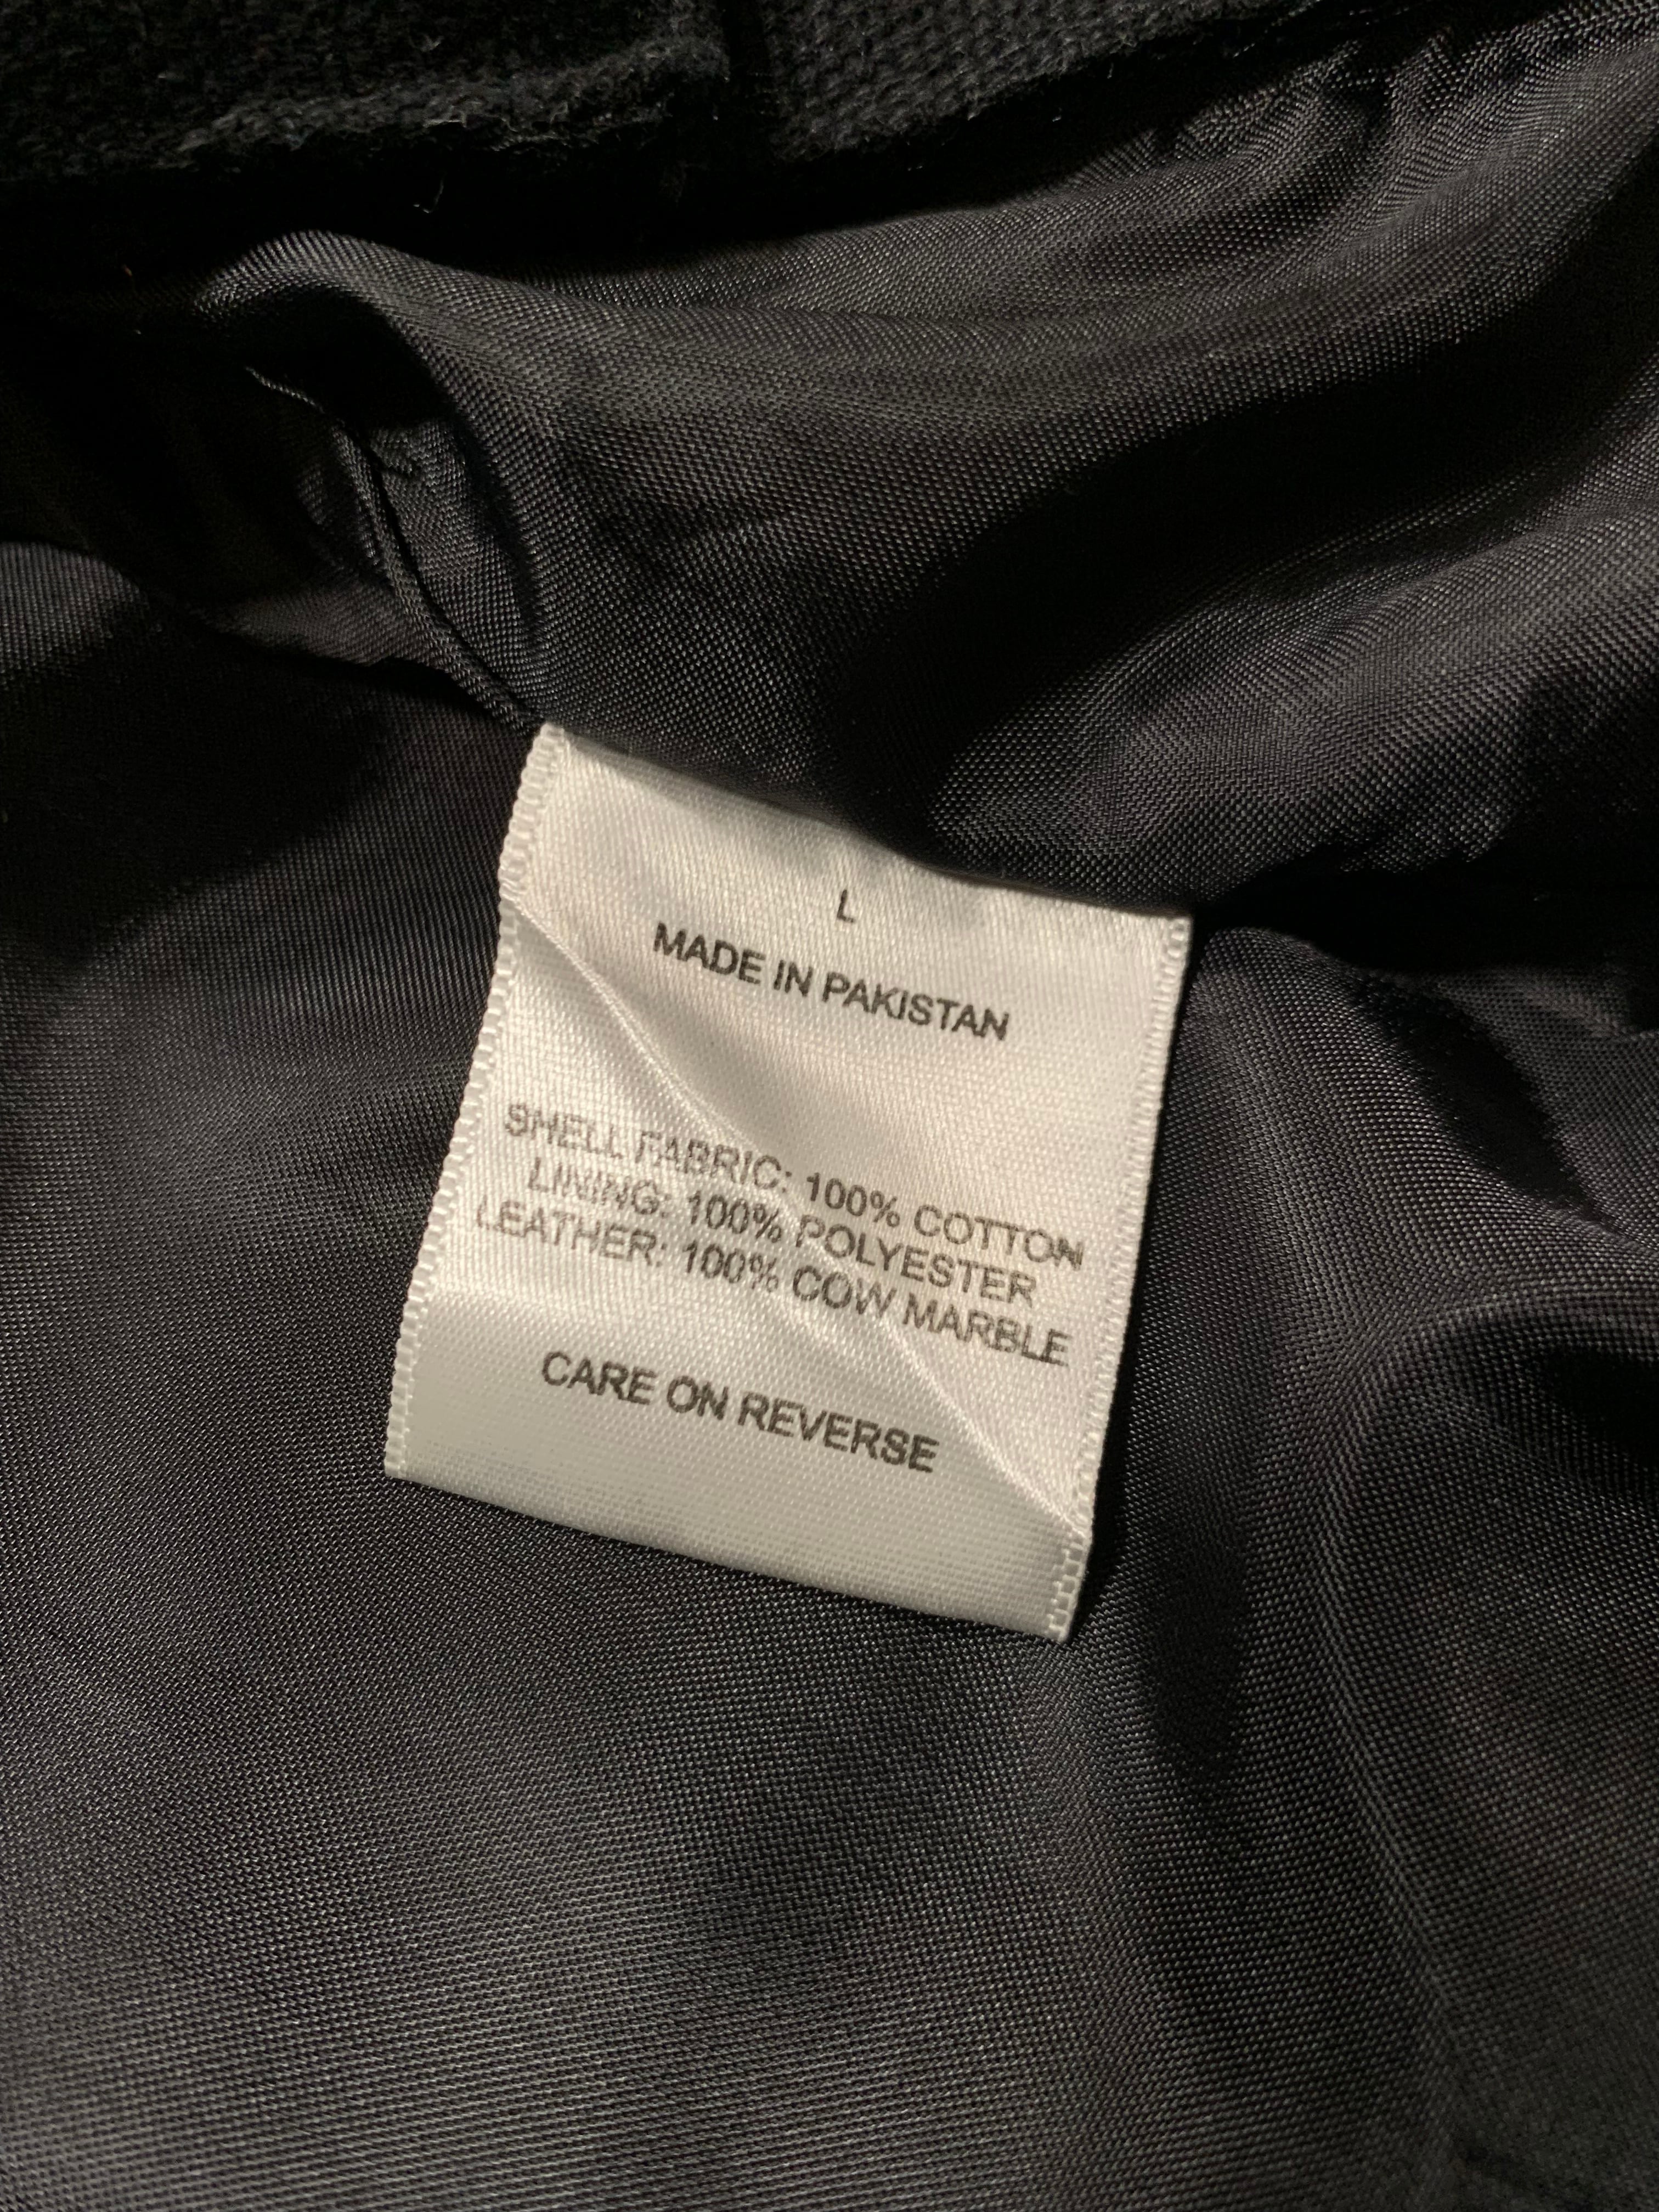 L
MADE IN PAKISTAN
SHELL FABRIC: 100% COTTON
LINING: 100% POLYESTER
LEATHER: 100% COW MARBLE
CARE ON REVERSE